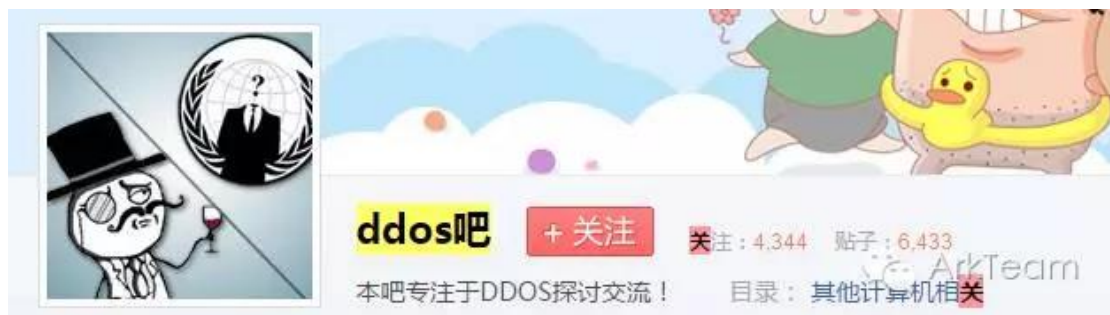 ?
ddos吧
+ 关注
关注：4,344 贴子：6,433
ArkTeam
本吧专注于DDOS探讨交流！
目录： 其他计算机相关